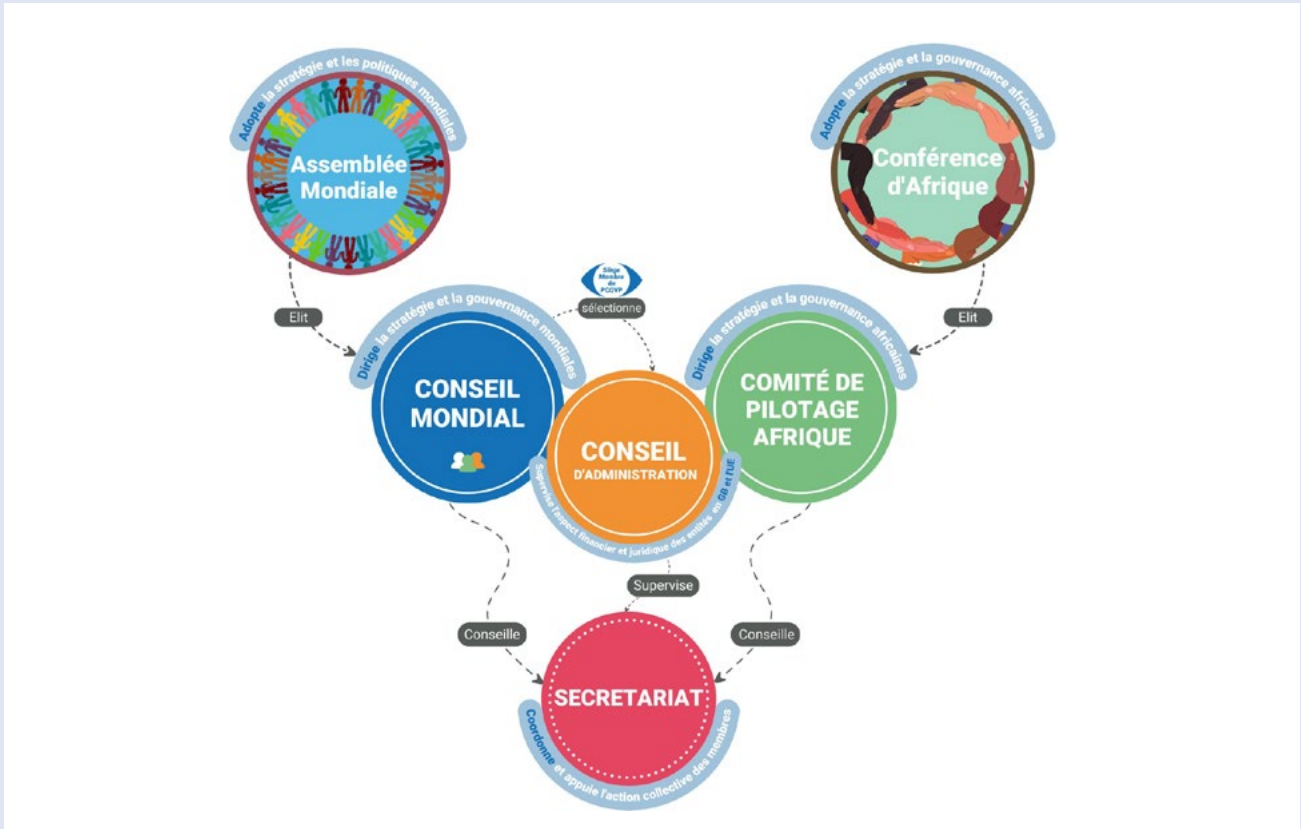 Adopte la stratégie et les politiques mondiales
Assemblée
Mondiale
Adopte la stratégie et la gouvernance africaines
Conférence
d'Afrique
Elit
Siège
Membre
de
PCQVP
sélectionne
Elit
Dirige la stratégie et la gouvernance mondiales
CONSEIL
MONDIAL
Dirige la stratégie et la gouvernance africaines
COMITÉ DE
PILOTAGE
AFRIQUE
CONSEIL
D'ADMINISTRATION
Supervise l'aspect financier et juridique des entités en GB et l'UE
Supervise
Conseille
Conseille
SECRETARIAT
Coordonne et appuie l'action collective des membres